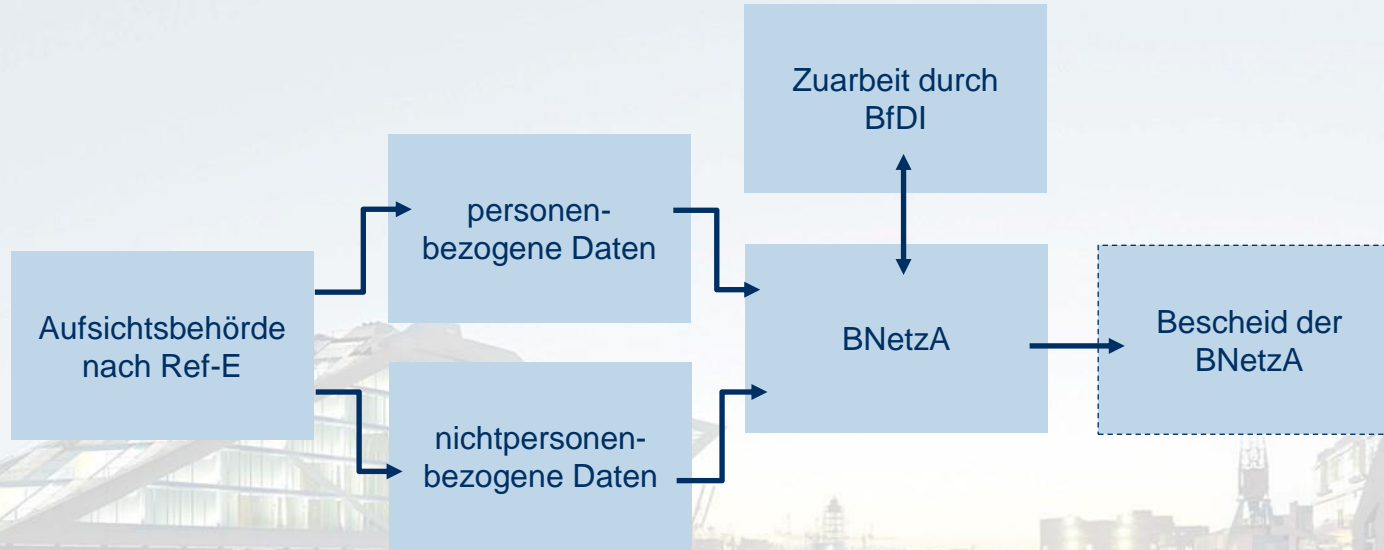 Zuarbeit durch
BfDI
personen-
bezogene Daten
Aufsichtsbehörde
nach Ref-E
BNetzA
Bescheid der
BNetzA
nichtpersonen-
bezogene Daten